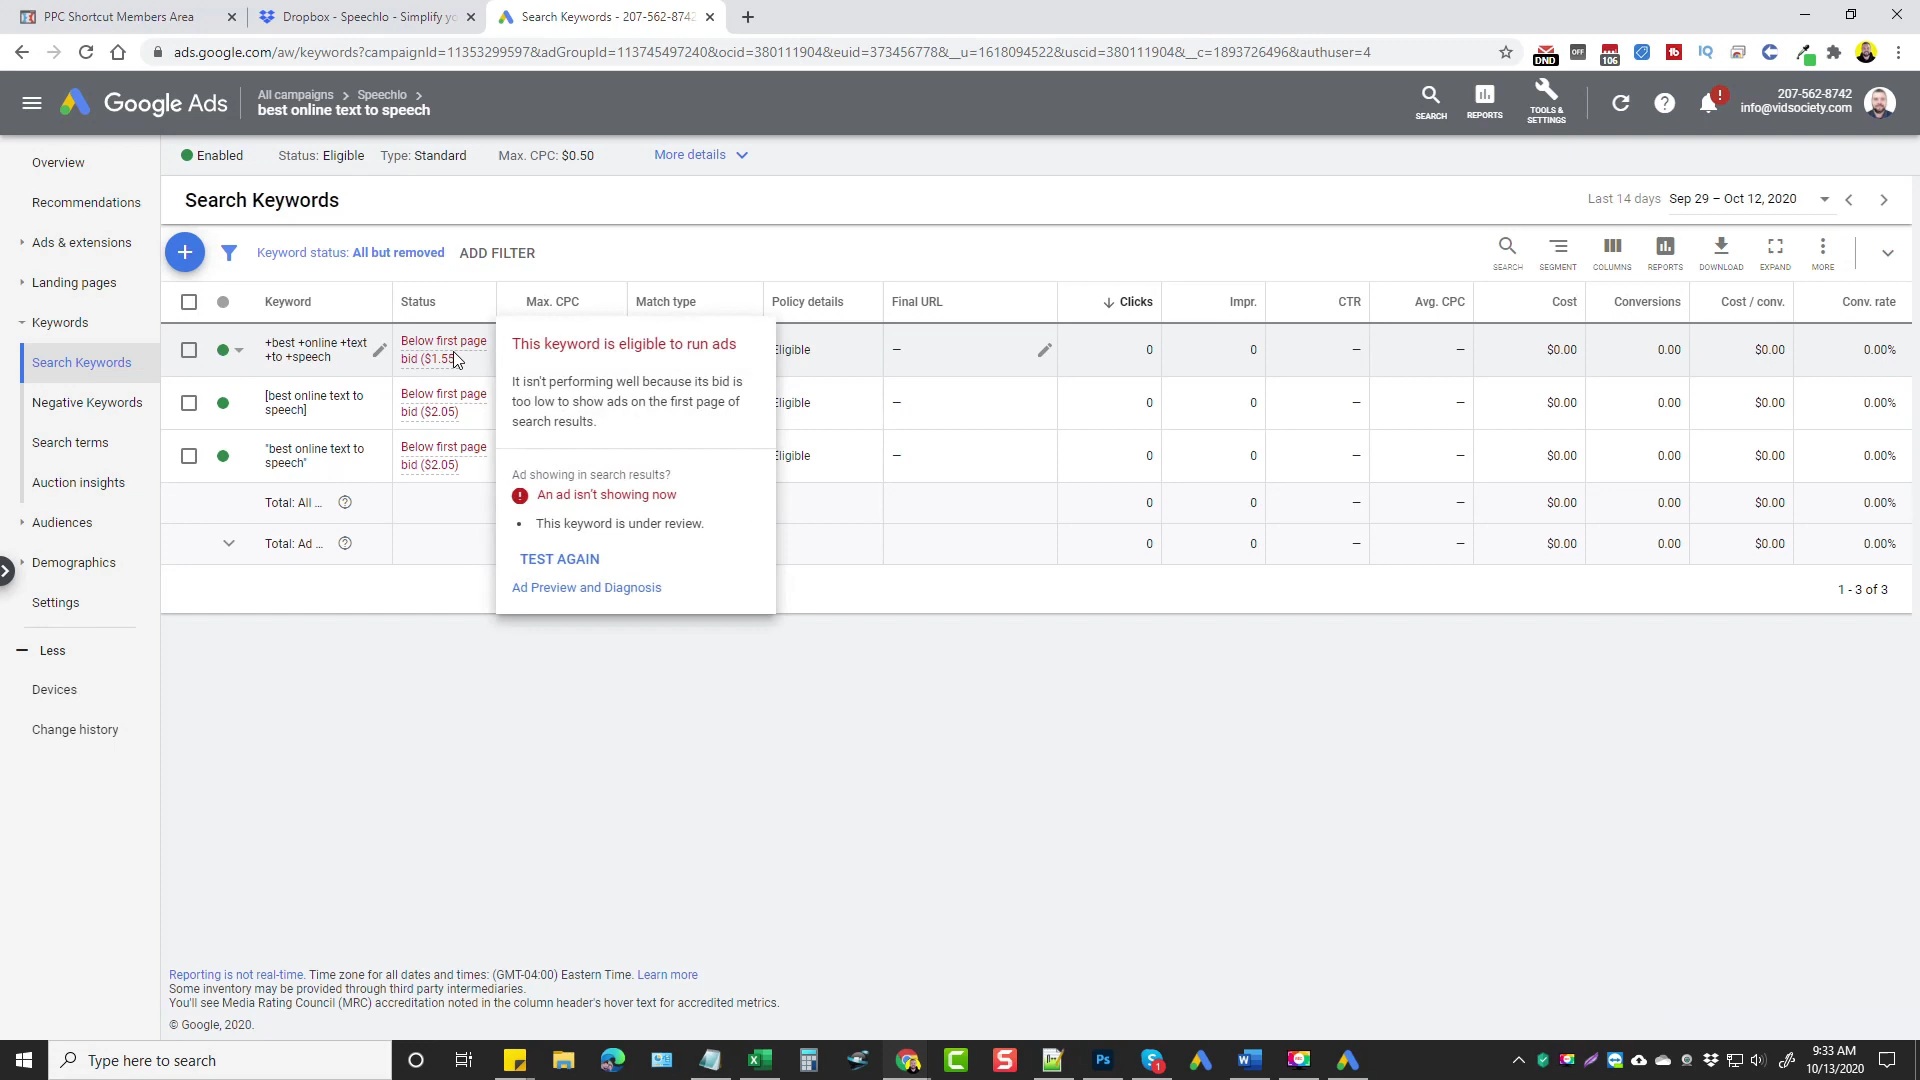 PPC Shortcut Members Area
Dropbox - Speechlo - Simplify yo
Search Keywords - 207-562-8742
ads.google.com/aw/keywords?campaignId=11353299597&adGroupId=113745497240&ocid=380111904&euid=373456778&__u=1618094522&uscid=380111904&__c=1893726496&authuser=4
DND
OFF
106
Google Ads
All campaigns > Speechlo >
best online text to speech
SEARCH
REPORTS
TOOLS &
SETTINGS
207-562-8742
info@vidsociety.com
Enabled Status: Eligible Type: Standard Max. CPC: $0.50 More details
Overview
Recommendations
Ads & extensions
Landing pages
Keywords
Search Keywords
Negative Keywords
Search terms
Auction insights
Audiences
Demographics
Settings
Less
Devices
Change history
Search Keywords
Last 14 days Sep 29 – Oct 12, 2020
Keyword status: All but removed ADD FILTER
SEARCH SEGMENT COLUMNS REPORTS DOWNLOAD EXPAND MORE
Keyword Status Max. CPC Match type Policy details Final URL Clicks Impr. CTR Avg. CPC Cost Conversions Cost / conv. Conv. rate
+best +online +text
+to +speech
Below first page
bid ($1.55
Eligible — 0 0 — — $0.00 0.00 $0.00 0.00%
[best online text to
speech]
Below first page
bid ($2.05)
Eligible — 0 0 — — $0.00 0.00 $0.00 0.00%
"best online text to
speech"
Below first page
bid ($2.05)
Eligible — 0 0 — — $0.00 0.00 $0.00 0.00%
Total: All ... 0 0 — — $0.00 0.00 $0.00 0.00%
Total: Ad ... 0 0 — — $0.00 0.00 $0.00 0.00%
1 - 3 of 3
This keyword is eligible to run ads
It isn't performing well because its bid is
too low to show ads on the first page of
search results.
Ad showing in search results?
An ad isn't showing now
• This keyword is under review.
TEST AGAIN
Ad Preview and Diagnosis
Reporting is not real-time. Time zone for all dates and times: (GMT-04:00) Eastern Time. Learn more
Some inventory may be provided through third party intermediaries.
You'll see Media Rating Council (MRC) accreditation noted in the column header's hover text for accredited metrics.
© Google, 2020.
Type here to search
9:33 AM
10/13/2020